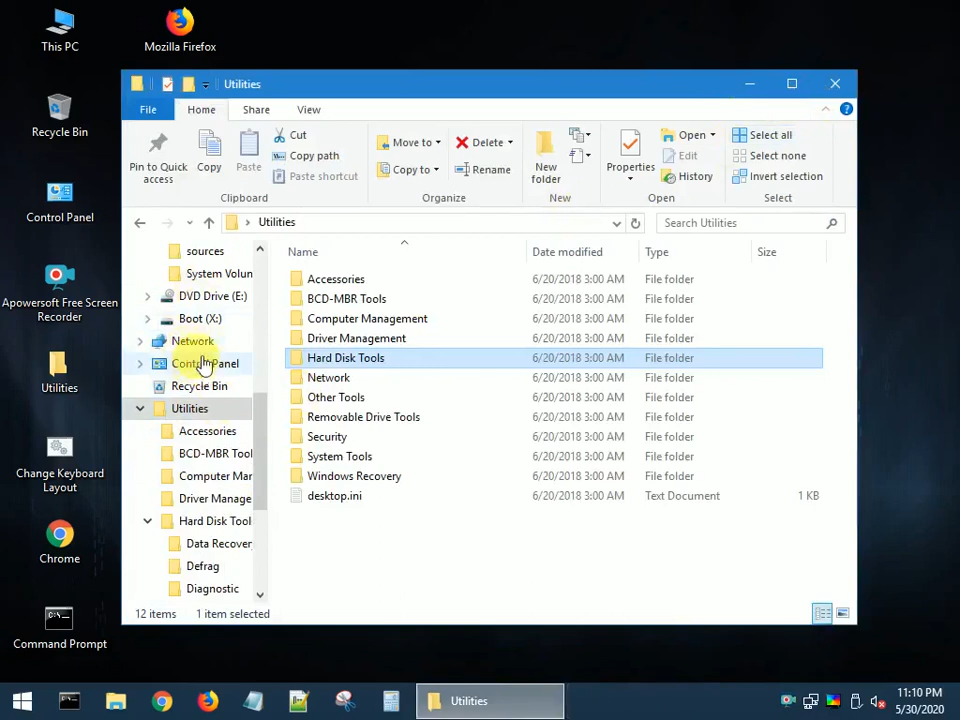 This PC
Mozilla Firefox
Recycle Bin
Control Panel
Apowersoft Free Screen
Recorder
Utilities
Change Keyboard
Layout
Chrome
Command Prompt
Utilities
File Home Share View
Pin to Quick
access
Copy
Paste
Cut
Copy path
Paste shortcut
Clipboard
Move to
Copy to
Delete
Rename
Organize
New
folder
New
Properties
Open
Edit
History
Open
Select all
Select none
Invert selection
Select
Utilities
Search Utilities
sources
System Volun
DVD Drive (E:)
Boot (X:)
Network
Control Panel
Recycle Bin
Utilities
Accessories
BCD-MBR Tool
Computer Mar
Driver Manage
Hard Disk Tool
Data Recover
Defrag
Diagnostic
Name Date modified Type Size
Accessories 6/20/2018 3:00 AM File folder
BCD-MBR Tools 6/20/2018 3:00 AM File folder
Computer Management 6/20/2018 3:00 AM File folder
Driver Management 6/20/2018 3:00 AM File folder
Hard Disk Tools 6/20/2018 3:00 AM File folder
Network 6/20/2018 3:00 AM File folder
Other Tools 6/20/2018 3:00 AM File folder
Removable Drive Tools 6/20/2018 3:00 AM File folder
Security 6/20/2018 3:00 AM File folder
System Tools 6/20/2018 3:00 AM File folder
Windows Recovery 6/20/2018 3:00 AM File folder
desktop.ini 6/20/2018 3:00 AM Text Document 1 KB
12 items 1 item selected
Utilities
11:10 PM
5/30/2020